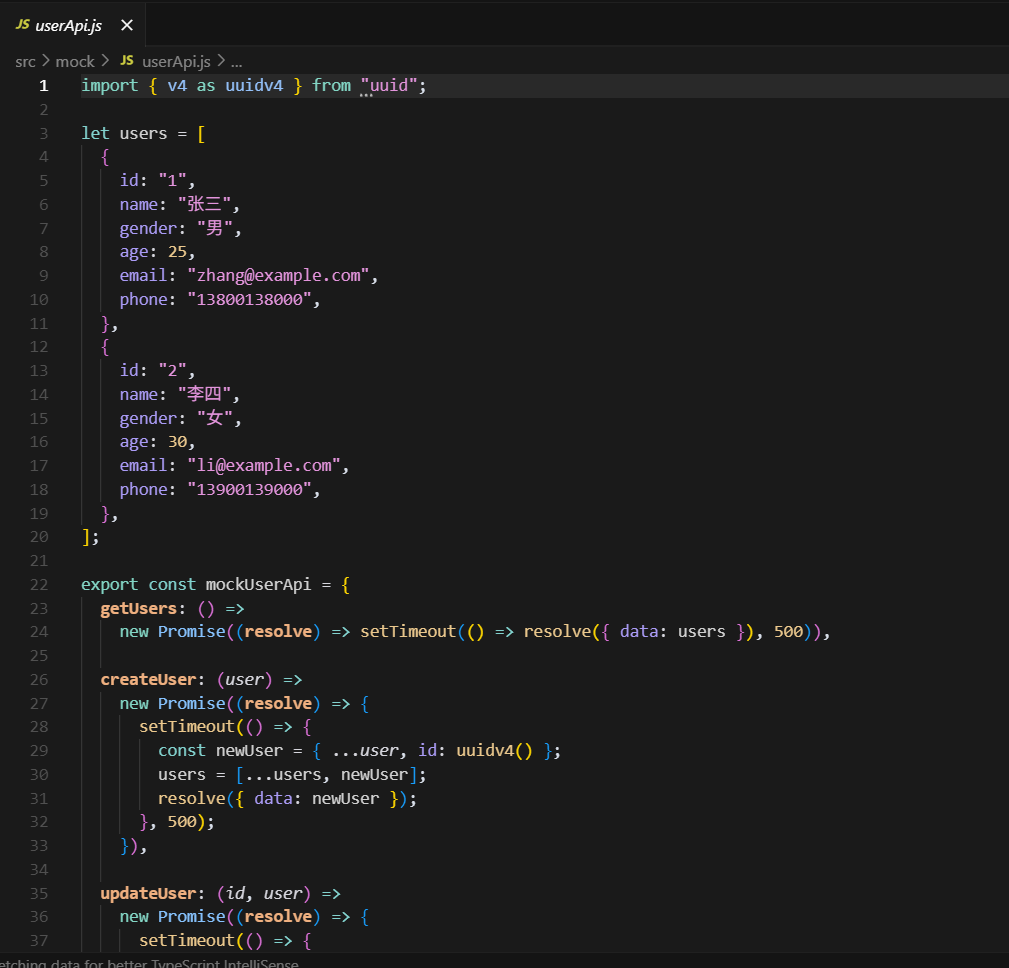 JS userApi.js ×
src > mock > JS userApi.js > ...
1 import { v4 as uuidv4 } from "uuid";
2
3 let users = [
4 {
5 id: "1",
6 name: "张三",
7 gender: "男",
8 age: 25,
9 email: "zhang@example.com",
10 phone: "13800138000",
11 },
12 {
13 id: "2",
14 name: "李四",
15 gender: "女",
16 age: 30,
17 email: "li@example.com",
18 phone: "13900139000",
19 },
20 ];
21
22 export const mockUserApi = {
23 getUsers: () =>
24 new Promise((resolve) => setTimeout(() => resolve({ data: users }), 500)),
25
26 createUser: (user) =>
27 new Promise((resolve) => {
28 setTimeout(() => {
29 const newUser = { ...user, id: uuidv4() };
30 users = [...users, newUser];
31 resolve({ data: newUser });
32 }, 500);
33 }),
34
35 updateUser: (id, user) =>
36 new Promise((resolve) => {
37 setTimeout(() => {
etching data for better TypeScript IntelliSense